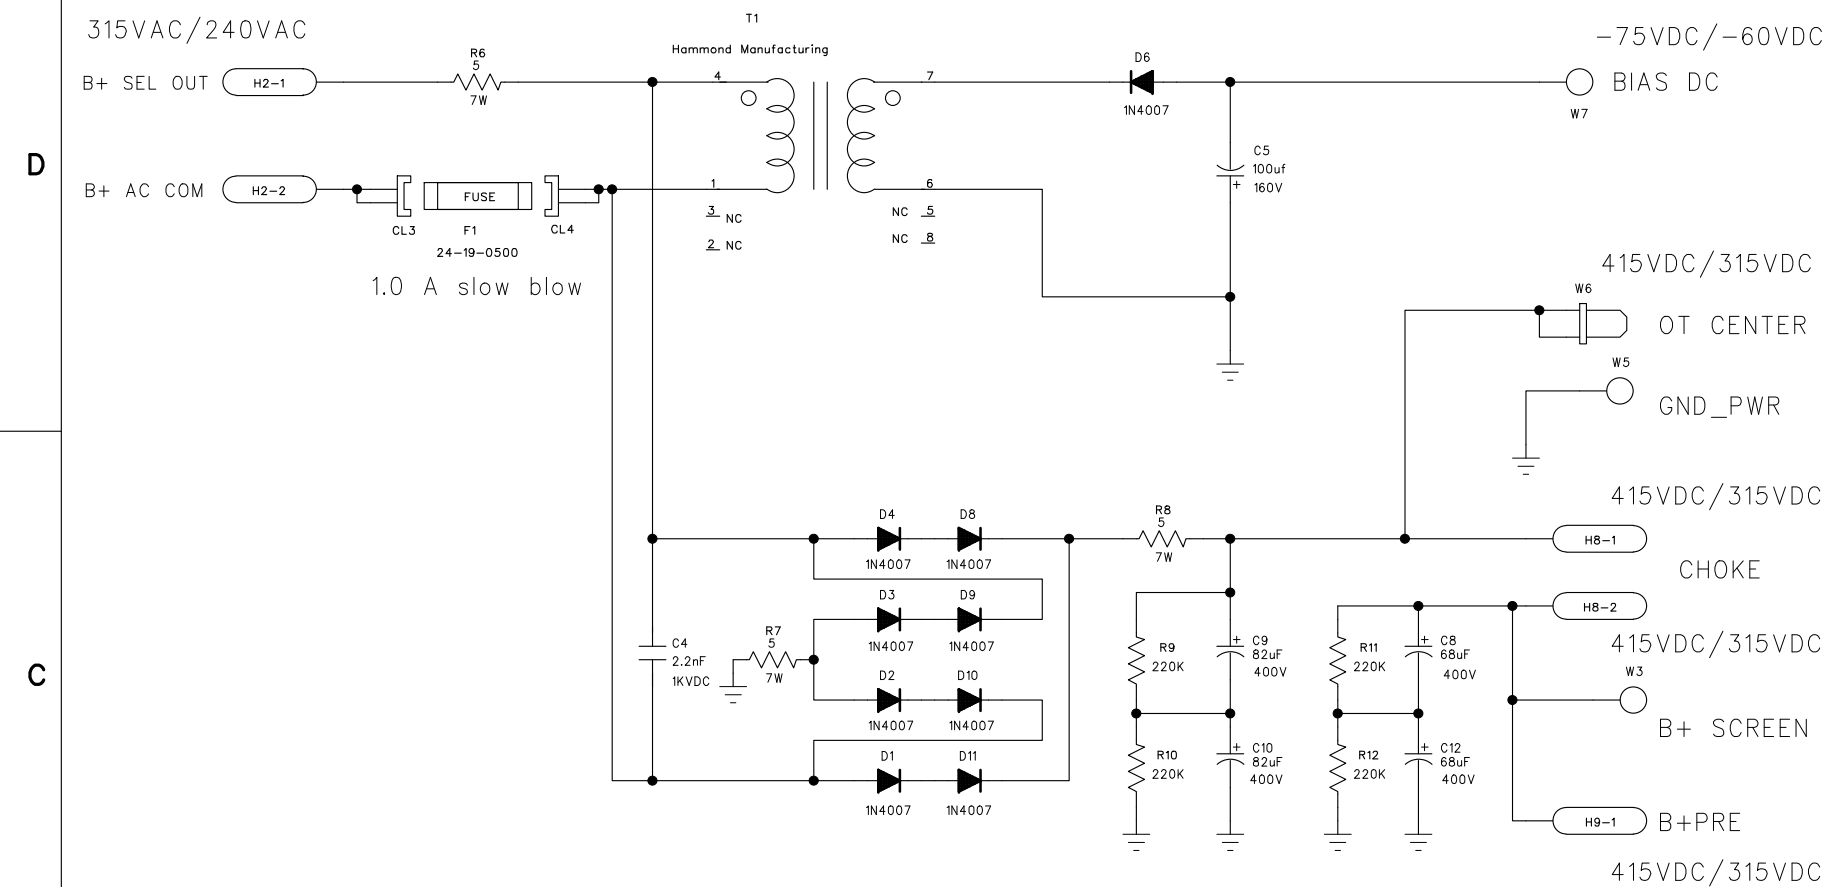 315VAC/240VAC
T1
Hammond Manufacturing
-75VDC/-60VDC
B+ SEL OUT
H2-1
R6
5
7W
4
7
D6
1N4007
BIAS DC
W7
D
B+ AC COM
H2-2
CL3
FUSE
F1
CL4
24-19-0500
1.0 A slow blow
1
3 NC
2 NC
6
NC 5
NC 8
C5
100uf
+ 160V
415VDC/315VDC
W6
OT CENTER
W5
GND_PWR
415VDC/315VDC
D4
1N4007
D8
1N4007
R8
5
7W
H8-1
CHOKE
H8-2
415VDC/315VDC
C
C4
2.2nF
1KVDC
R7
5
7W
D3
1N4007
D9
1N4007
D2
1N4007
D10
1N4007
D1
1N4007
D11
1N4007
R9
220K
+ C9
82uF
400V
R11
220K
+ C8
68uF
400V
W3
B+ SCREEN
R10
220K
+ C10
82uF
400V
R12
220K
+ C12
68uF
400V
H9-1
B+PRE
415VDC/315VDC